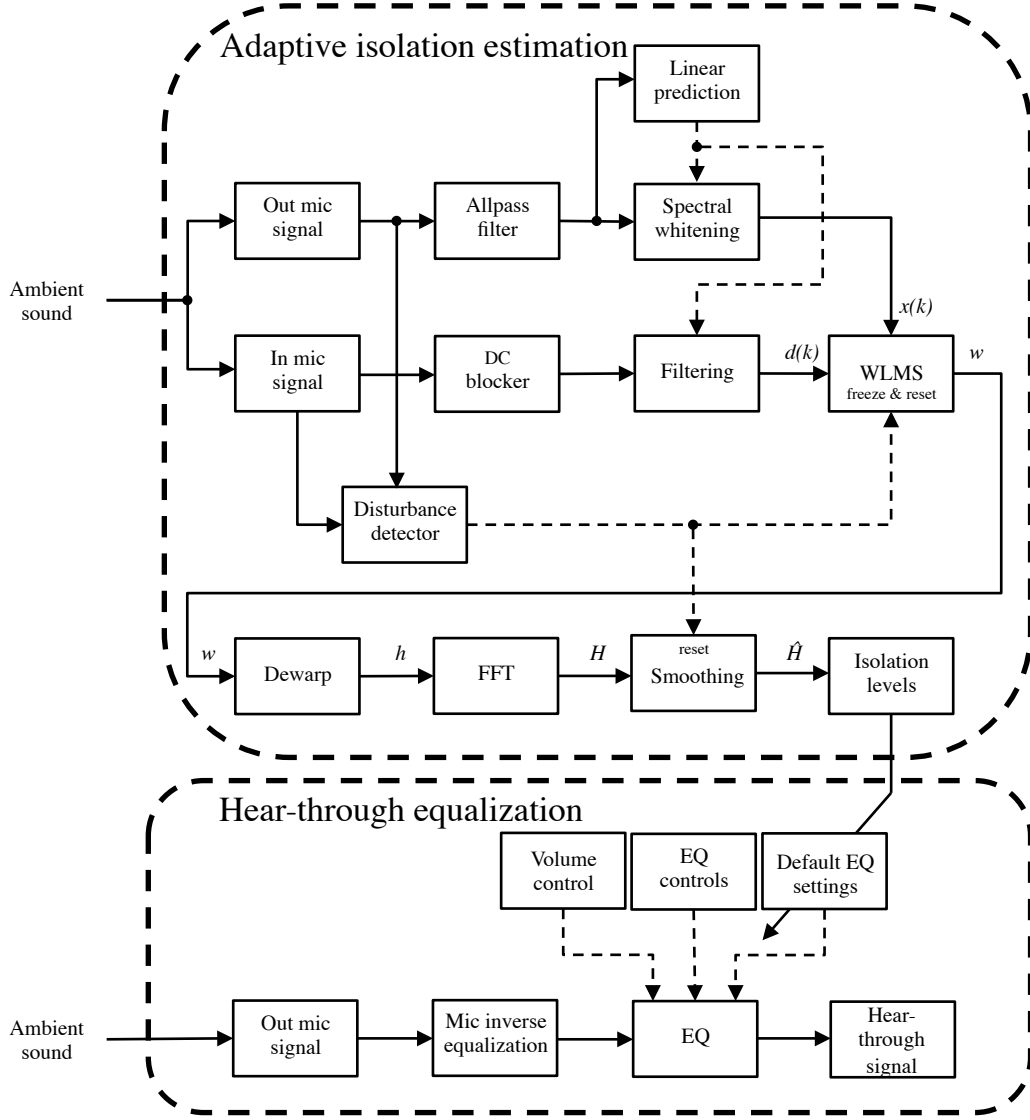 Adaptive isolation estimation
Linear
prediction
Out mic
signal
Allpass
filter
Spectral
whitening
Ambient
sound
x(k)
In mic
signal
DC
blocker
Filtering
d(k)
WLMS
freeze & reset
w
Disturbance
detector
w
Dewarp
h
FFT
H
reset
Smoothing
Ĥ
Isolation
levels
Hear-through equalization
Volume
control
EQ
controls
Default EQ
settings
Ambient
sound
Out mic
signal
Mic inverse
equalization
EQ
Hear-
through
signal